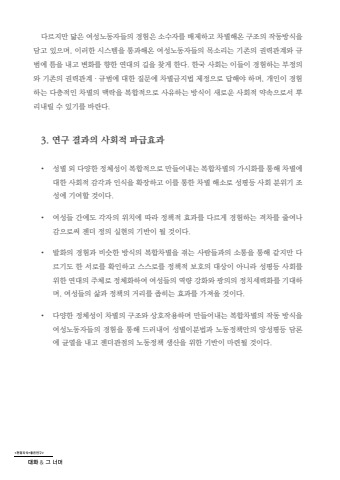 다르지만 닮은 여성노동자들의 경험은 소수자를 배제하고 차별해온 구조의 작동방식을
담고 있으며, 이러한 시스템을 통과해온 여성노동자들의 목소리는 기존의 권력관계와 규
범에 틈을 내고 변화를 향한 연대의 길을 찾게 한다. 한국 사회는 이들이 경험하는 부정의
와 기존의 권력관계·규범에 대한 질문에 차별금지법 제정으로 답해야 하며, 개인이 경험
하는 다층적인 차별의 맥락을 복합적으로 사유하는 방식이 새로운 사회적 약속으로서 뿌
리내릴 수 있기를 바란다.
3. 연구 결과의 사회적 파급효과
• 성별 외 다양한 정체성이 복합적으로 만들어내는 복합차별의 가시화를 통해 차별에
대한 사회적 감각과 인식을 확장하고 이를 통한 차별 해소로 성평등 사회 분위기 조
성에 기여할 것이다.
• 여성들 간에도 각자의 위치에 따라 정책적 효과를 다르게 경험하는 격차를 줄여나
감으로써 젠더 정의 실현의 기반이 될 것이다.
• 발화의 경험과 비슷한 방식의 복합차별을 겪는 사람들과의 소통을 통해 같지만 다
르기도 한 서로를 확인하고 스스로를 정책적 보호의 대상이 아니라 성평등 사회를
위한 연대의 주체로 정체화하여 여성들의 역량 강화와 광의의 정치세력화를 기대하
며, 여성들의 삶과 정책의 거리를 좁히는 효과를 가져올 것이다.
• 다양한 정체성이 차별의 구조와 상호작용하며 만들어내는 복합차별의 작동 방식을
여성노동자들의 경험을 통해 드러내어 성별이분법과 노동정책만의 양성평등 담론
에 균열을 내고 젠더관점의 노동정책 생산을 위한 기반이 마련될 것이다.
대화 & 그 너머